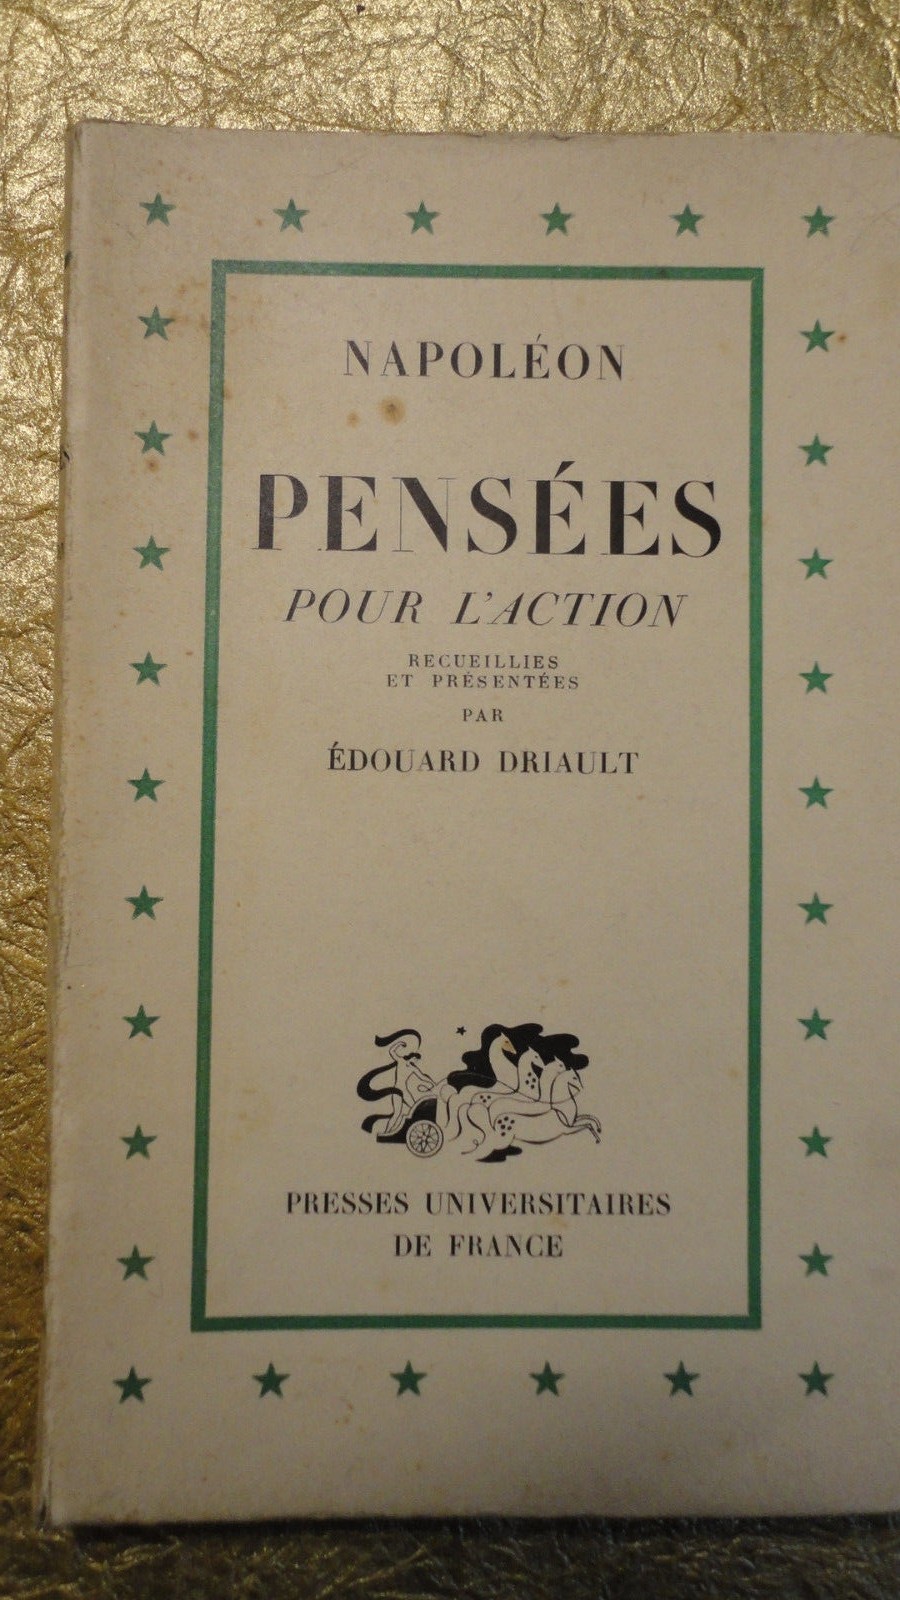 NAPOLÉON
PENSÉES
POUR L'ACTION
RECUEILLIES
ET PRÉSENTÉES
PAR
ÉDOUARD DRIAULT
PRESSES UNIVERSITAIRES
DE FRANCE